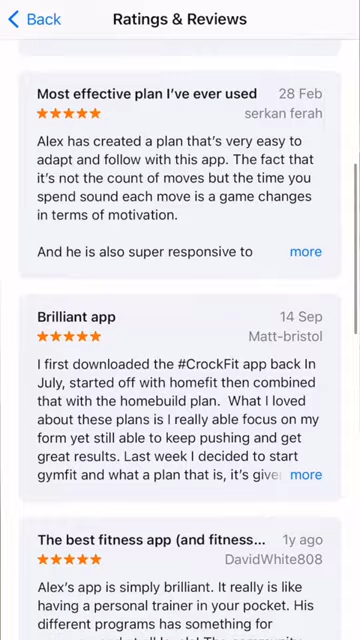 Back
Ratings & Reviews
Most effective plan I've ever used
28 Feb
serkan ferah
Alex has created a plan that's very easy to
adapt and follow with this app. The fact that
it's not the count of moves but the time you
spend sound each move is a game changes
in terms of motivation.
And he is also super responsive to
more
Brilliant app
14 Sep
Matt-bristol
I first downloaded the #CrockFit app back In
July, started off with homefit then combined
that with the homebuild plan.  What I loved
about these plans is I really able focus on my
form yet still able to keep pushing and get
great results. Last week I decided to start
gymfit and what a plan that is, it's give
more
The best fitness app (and fitness...
1y ago
DavidWhite808
Alex's app is simply brilliant. It really is like
having a personal trainer in your pocket. His
different programs has something for